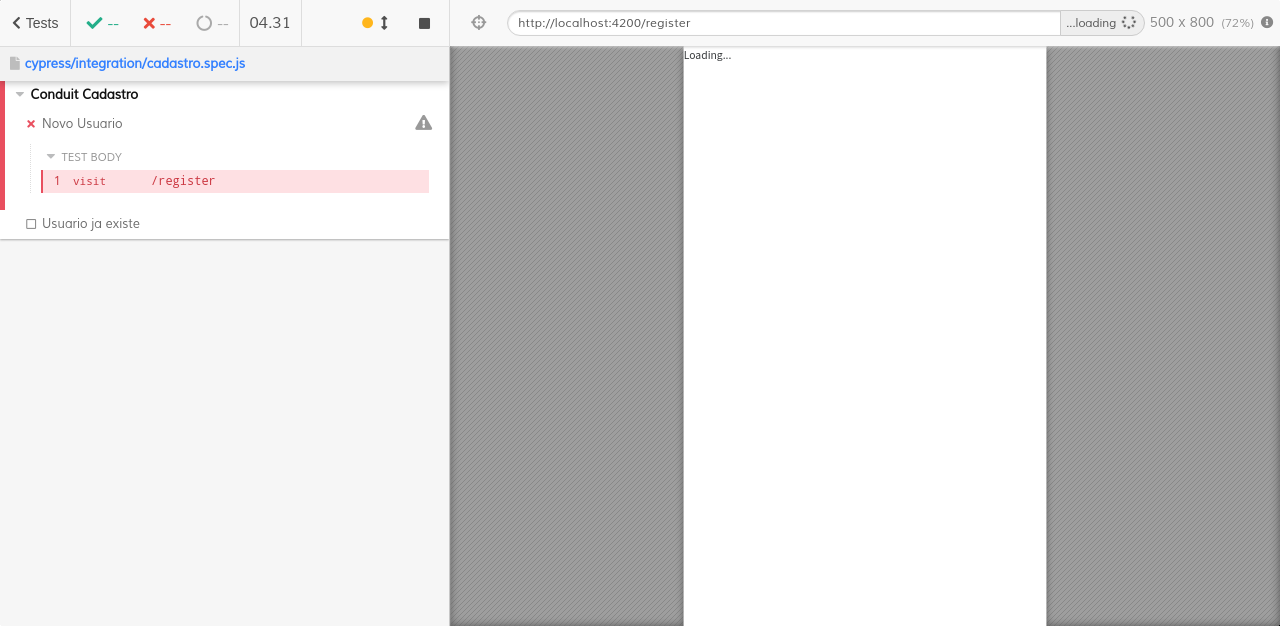 Tests -- -- -- 04.31
http://localhost:4200/register ...loading 500 x 800 (72%)
cypress/integration/cadastro.spec.js
Conduit Cadastro
Novo Usuario
TEST BODY
1 visit /register
Usuario ja existe
Loading...